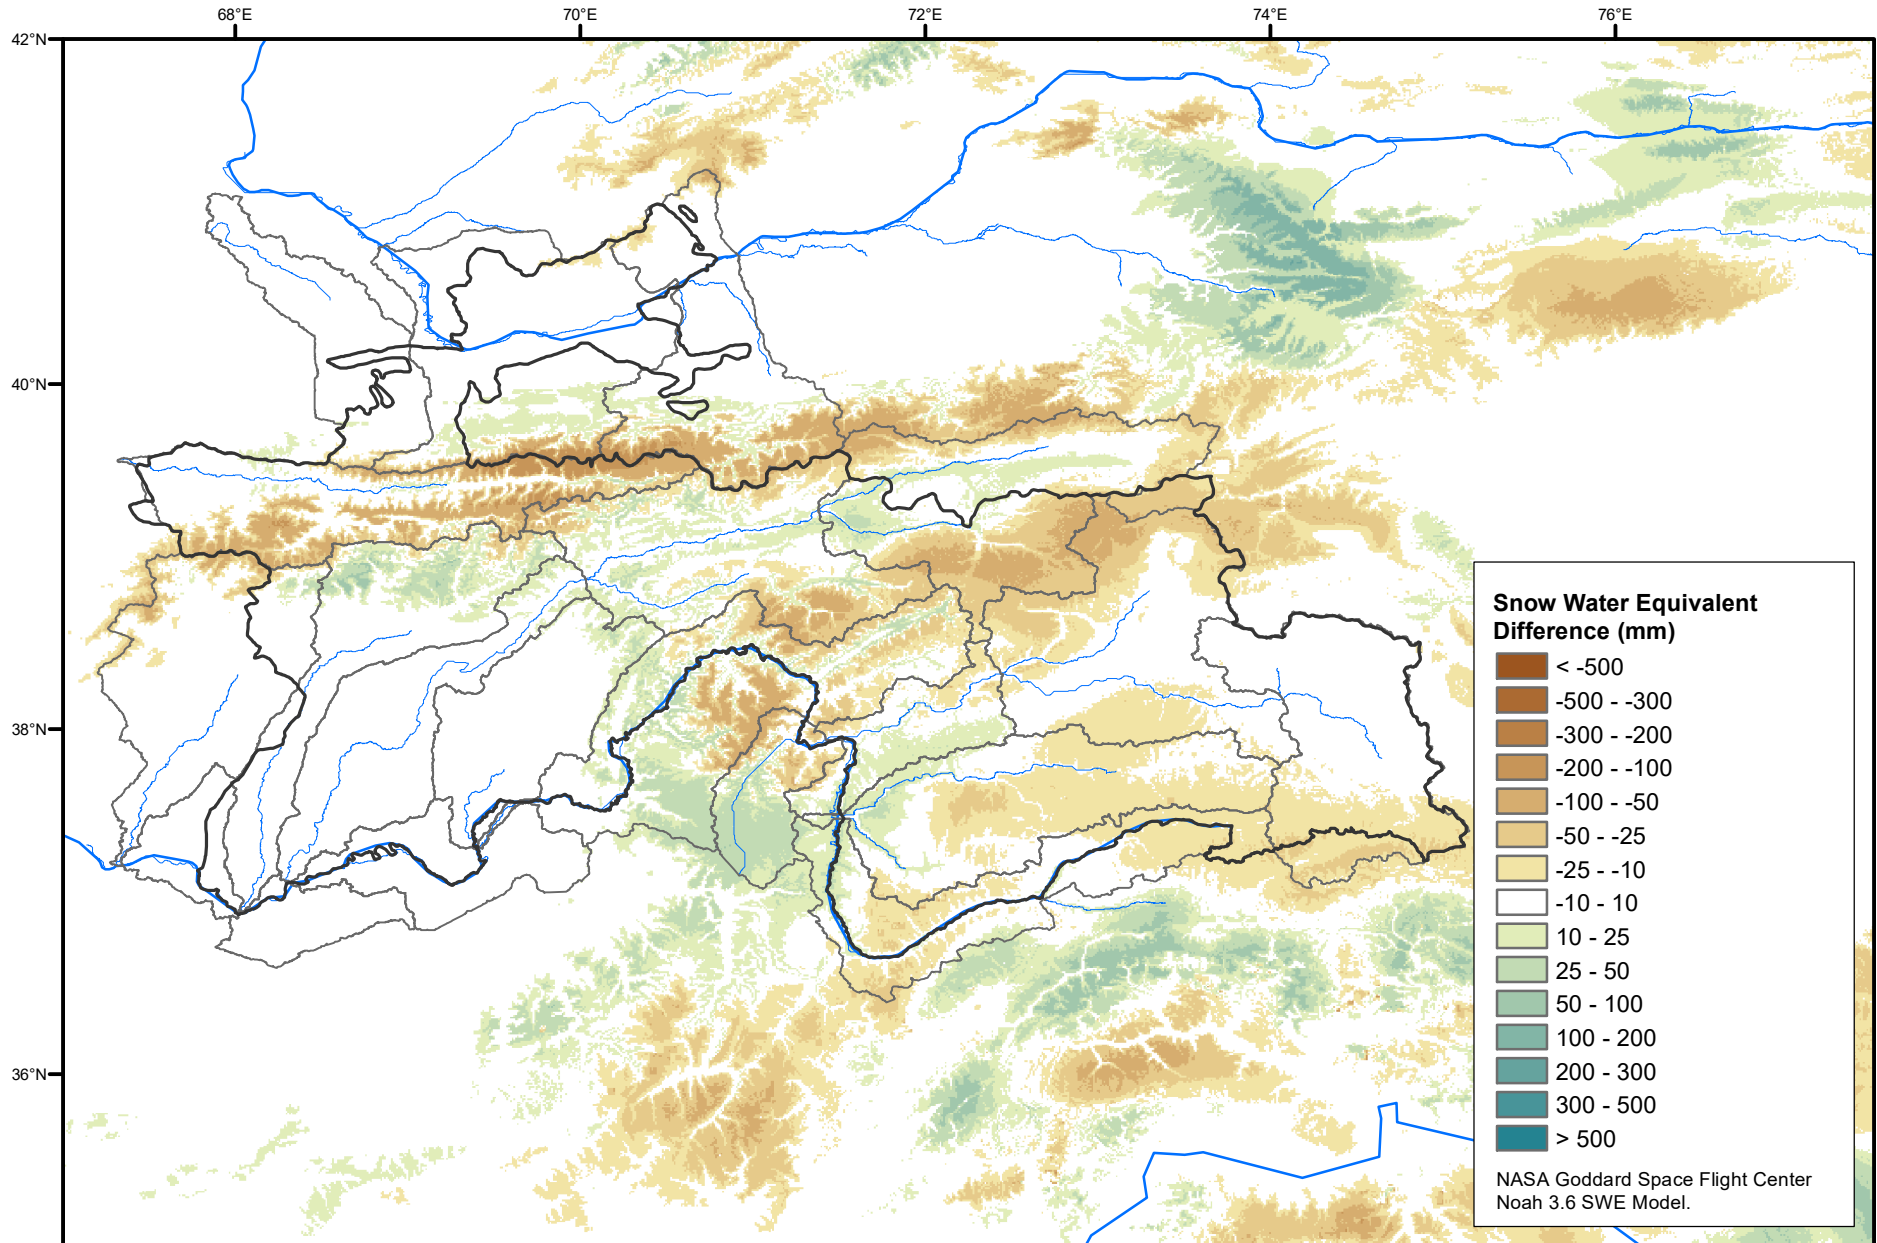 68°E
70°E
72°E
74°E
76°E
42°N
40°N
38°N
36°N
Snow Water Equivalent
Difference (mm)
< -500
-500 - -300
-300 - -200
-200 - -100
-100 - -50
-50 - -25
-25 - -10
-10 - 10
10 - 25
25 - 50
50 - 100
100 - 200
200 - 300
300 - 500
> 500
NASA Goddard Space Flight Center
Noah 3.6 SWE Model.